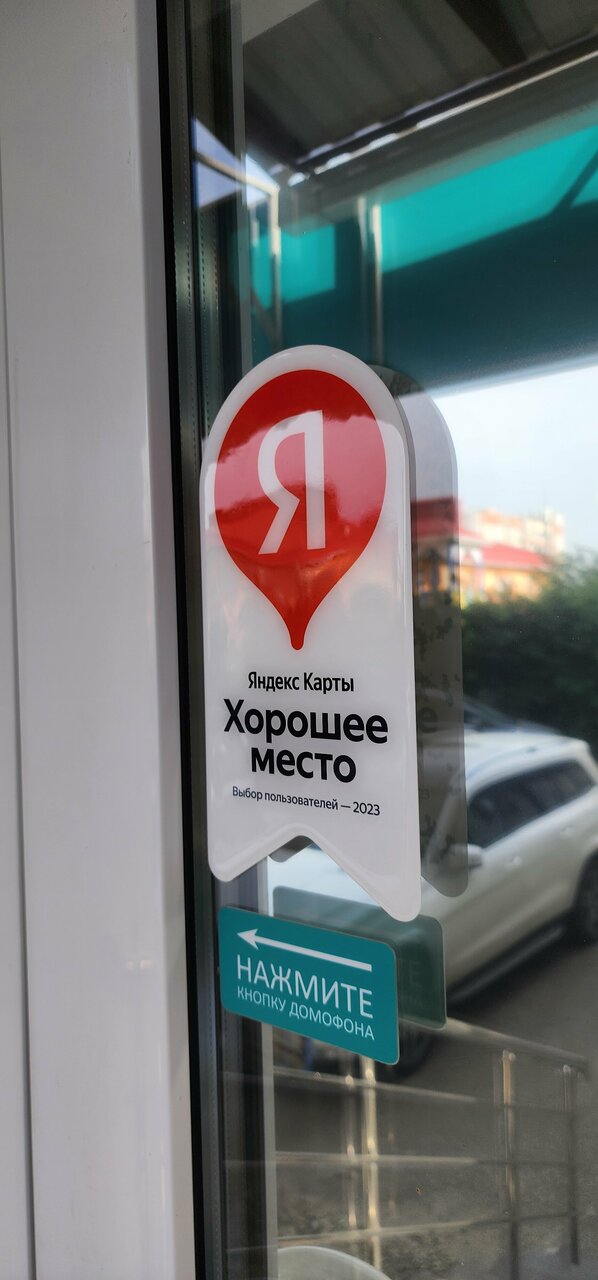 Я
Яндекс Карты
Хорошее
место
Выбор пользователей — 2023
НАЖМИТЕ
КНОПКУ ДОМОФОНА